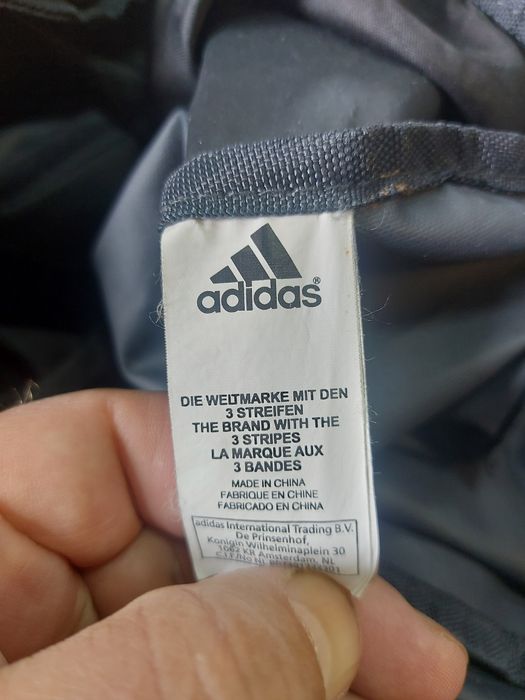 adidas®
DIE WELTMARKE MIT DEN
3 STREIFEN
THE BRAND WITH THE
3 STRIPES
LA MARQUE AUX
3 BANDES
MADE IN CHINA
FABRIQUE EN CHINE
FABRICADO EN CHINA
adidas International Trading B.V.
De Prinsenhof,
Konigin Wilhelminaplein 30
1062 KR Amsterdam, NL